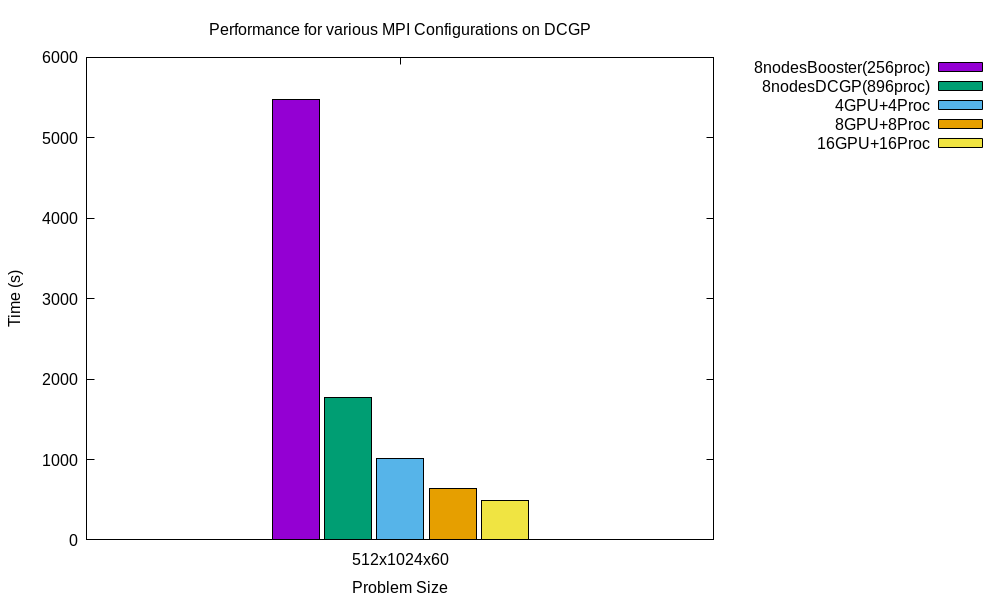 Performance for various MPI Configurations on DCGP
6000
5000
4000
3000
2000
1000
0
Time (s)
512x1024x60
Problem Size
8nodesBooster(256proc)
8nodesDCGP(896proc)
4GPU+4Proc
8GPU+8Proc
16GPU+16Proc